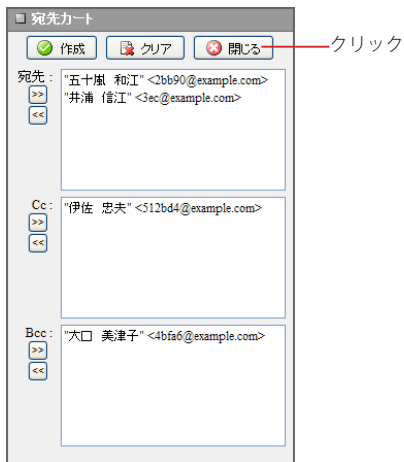 宛先カート
作成 クリア 閉じる
クリック
宛先：
"五十嵐 和江" <2bb90@example.com>
>>
"井浦 信江" <3ec@example.com>
<<
Cc：
"伊佐 忠夫" <512bd4@example.com>
>>
<<
Bcc：
"大口 美津子" <4bfa6@example.com>
>>
<<